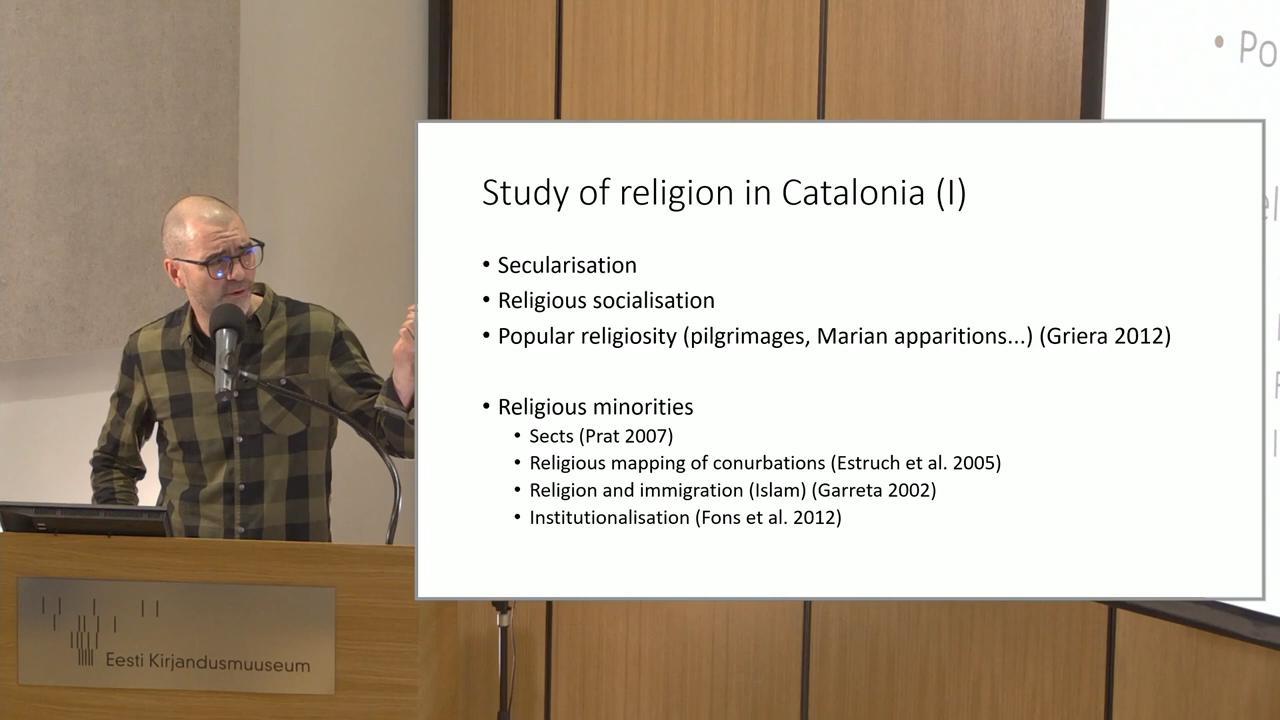 • Po
Study of religion in Catalonia (I)
• Secularisation
• Religious socialisation
• Popular religiosity (pilgrimages, Marian apparitions...) (Griera 2012)
• Religious minorities
• Sects (Prat 2007)
• Religious mapping of conurbations (Estruch et al. 2005)
• Religion and immigration (Islam) (Garreta 2002)
• Institutionalisation (Fons et al. 2012)
Eesti Kirjandusmuuseum